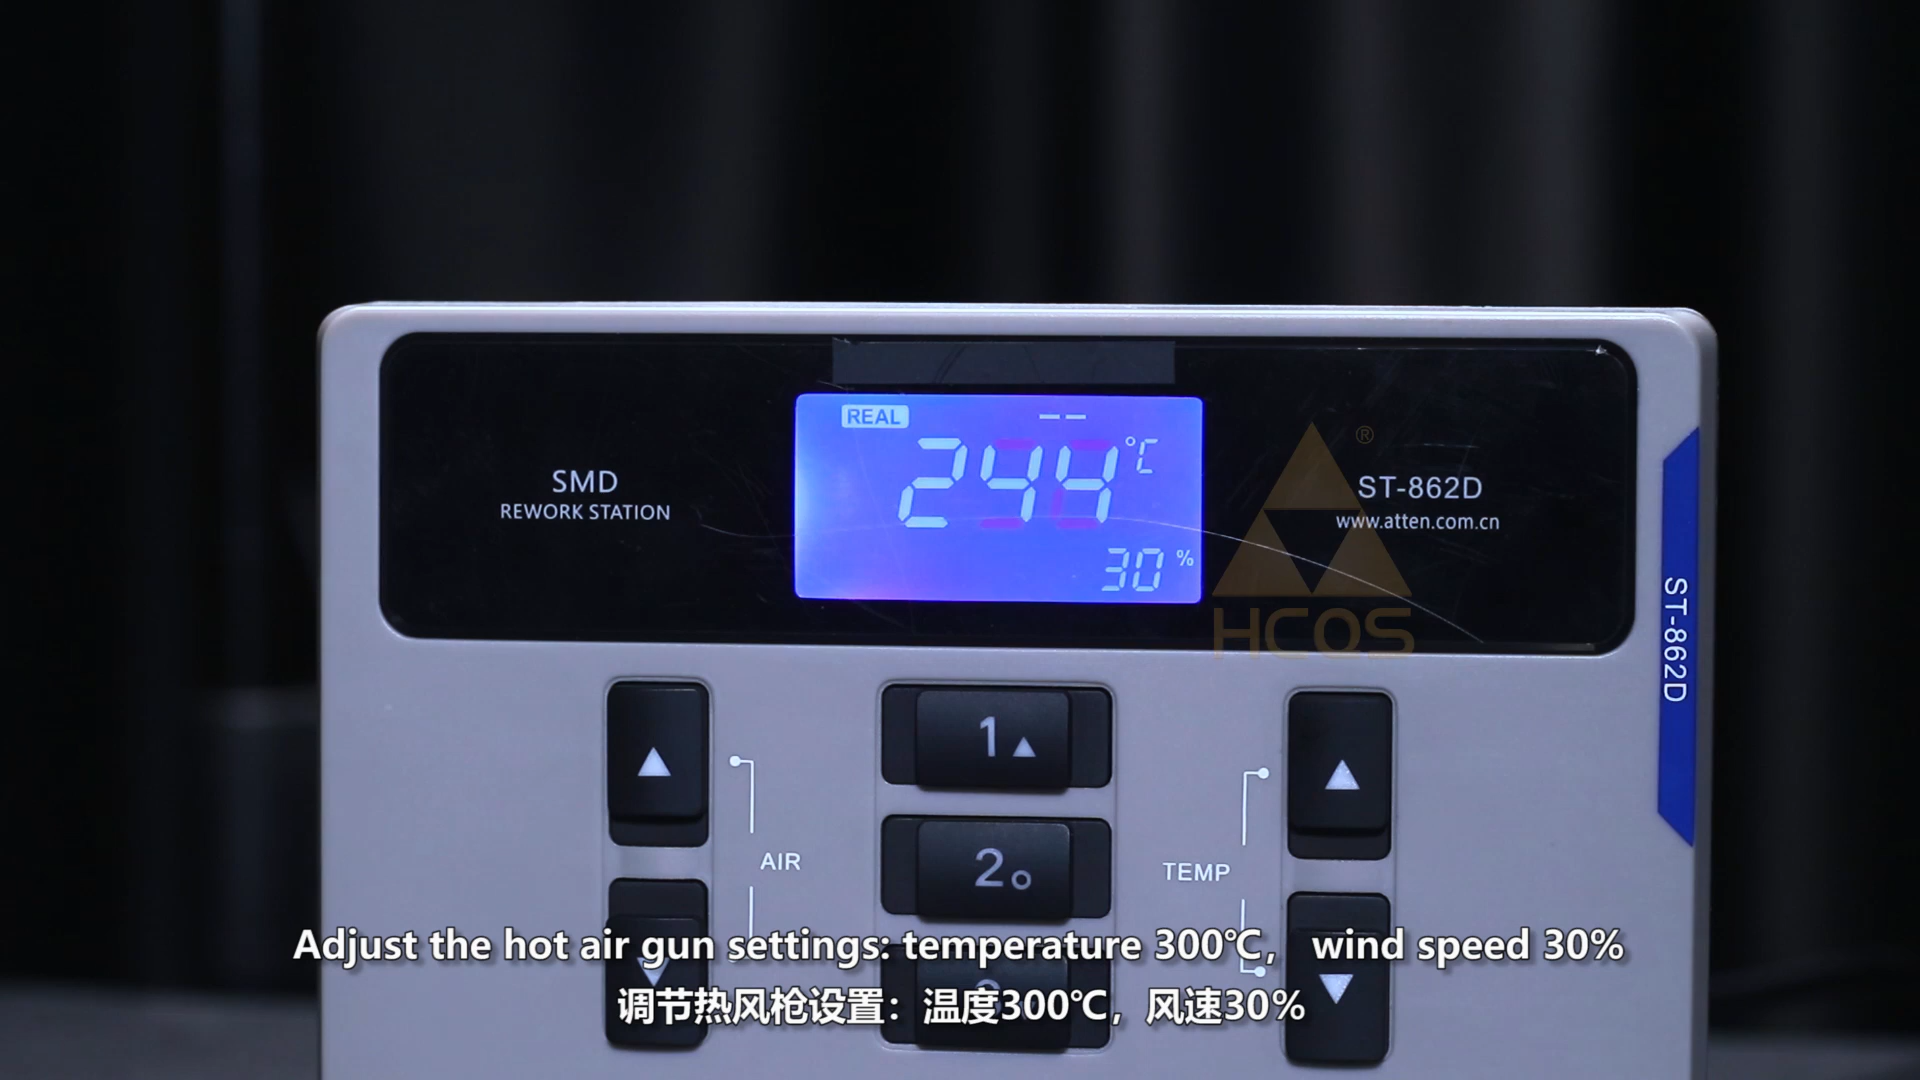 REAL
--
244 °C
30 %
SMD
REWORK STATION
ST-862D
www.atten.com.cn
®
HCQS
ST-862D
1
2
AIR
TEMP
Adjust the hot air gun settings: temperature 300℃, wind speed 30%
调节热风枪设置：温度300℃，风速30%